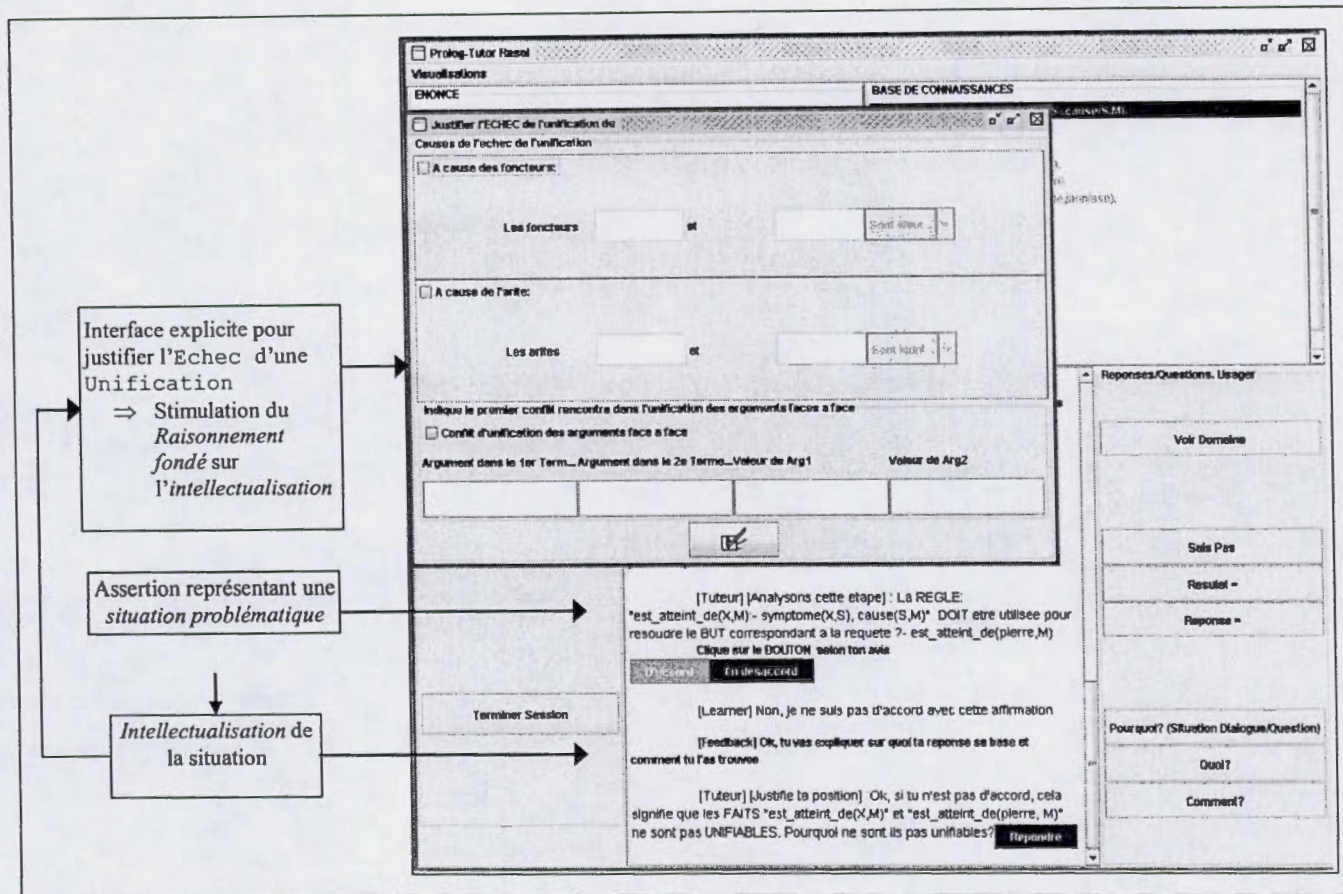 Interface explicite pour
justifier l'Echec d'une
Unification
⇒ Stimulation du
Raisonnement
fondé sur
l'intellectualisation
Assertion représentant une
situation problématique
Intellectualisation de
la situation
Prolog-Tutor Rasol
Visualisations
ENONCE
BASE DE CONNAISSANCES
cause(S,M)
Justifier l'ECHEC de l'unification de
Causes de l'echec de l'unification
A cause des foncteurs:
Les foncteurs et Sont
A cause de l'arite:
Les arites et Sont
Indique le premier conflit rencontre dans l'unification des arguments faces a face
Conflit d'unification des arguments face a face
Argument dans le 1er Term... Argument dans le 2e Terme... Valeur de Arg1 Valeur de Arg2
Reponses/Questions. Usager
Voir Domaine
Sais Pas
Resulat =
Reponse =
Pourquoi? (Situation Dialogue/Question)
Quoi?
Comment?
Terminer Session
[Tuteur] [Analysons cette etape] : La REGLE:
"est_atteint_de(X,M):- symptome(X,S), cause(S,M)" DOIT etre utilisee pour
resoudre le BUT correspondant a la requete ?- est_atteint_de(pierre,M)
Clique sur le BOUTON selon ton avis
D'accord En desaccord
[Learner] Non, je ne suis pas d'accord avec cette affirmation
[Feedback] Ok, tu vas expliquer sur quoi ta reponse se base et
comment tu l'as trouvee
[Tuteur] [Justifie ta position] Ok, si tu n'est pas d'accord, cela
signifie que les FAITS "est_atteint_de(X,M)" et "est_atteint_de(pierre, M)"
ne sont pas UNIFIABLES. Pourquoi ne sont ils pas unifiables? Repondre